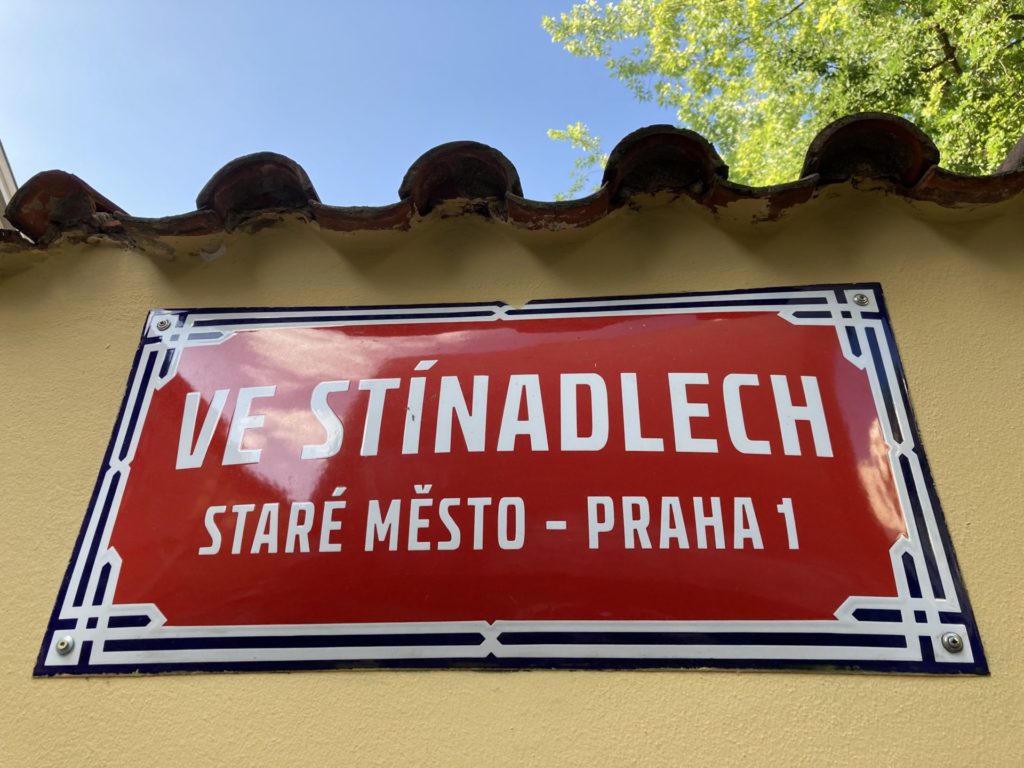 VE STÍNADLECH
STARÉ MĚSTO - PRAHA 1